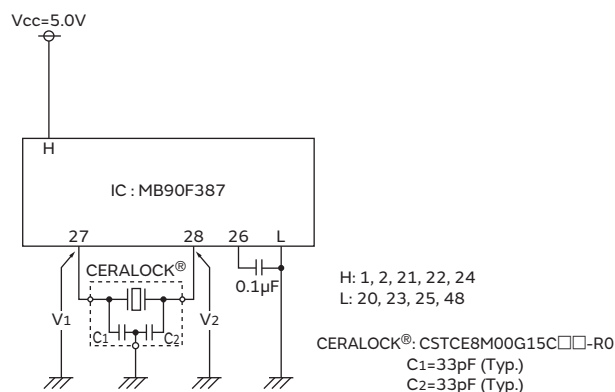 Vcc=5.0V
H
IC : MB90F387
27 28 26 L
CERALOCK®
0.1μF
V1 C1 C2 V2
H: 1, 2, 21, 22, 24
L: 20, 23, 25, 48
CERALOCK®: CSTCE8M00G15C□□-R0
C1=33pF (Typ.)
C2=33pF (Typ.)